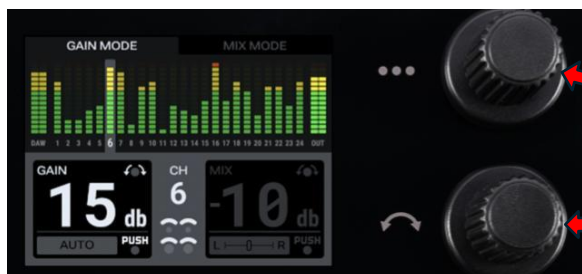 GAIN MODE MIX MODE
DAW 1 2 3 4 5 6 7 8 9 10 11 12 13 14 15 16 17 18 19 20 21 22 23 24 OUT
GAIN CH MIX
15 db 6 -10 db
AUTO PUSH L R PUSH